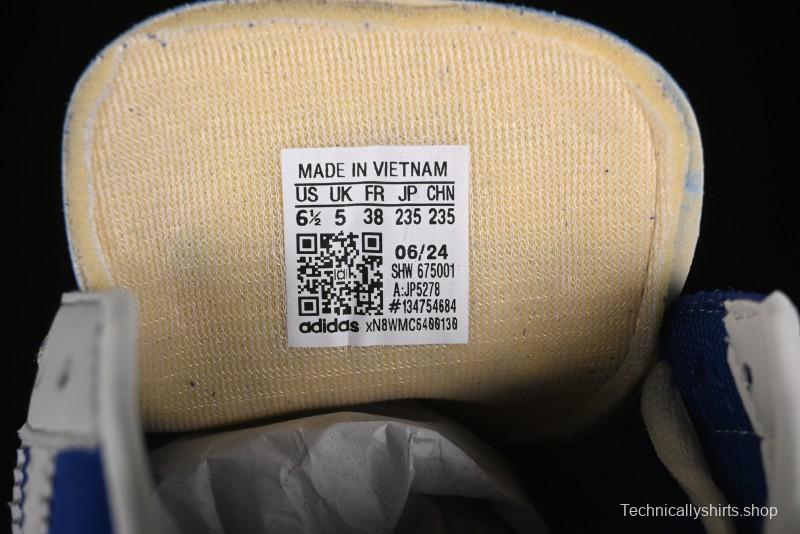 MADE IN VIETNAM
US UK FR JP CHN
6½ 5 38 235 235
06/24
SHW 675001
A:JP5278
#134754684
adidas xN8WMC6400130
TechnicallyShirts.shop